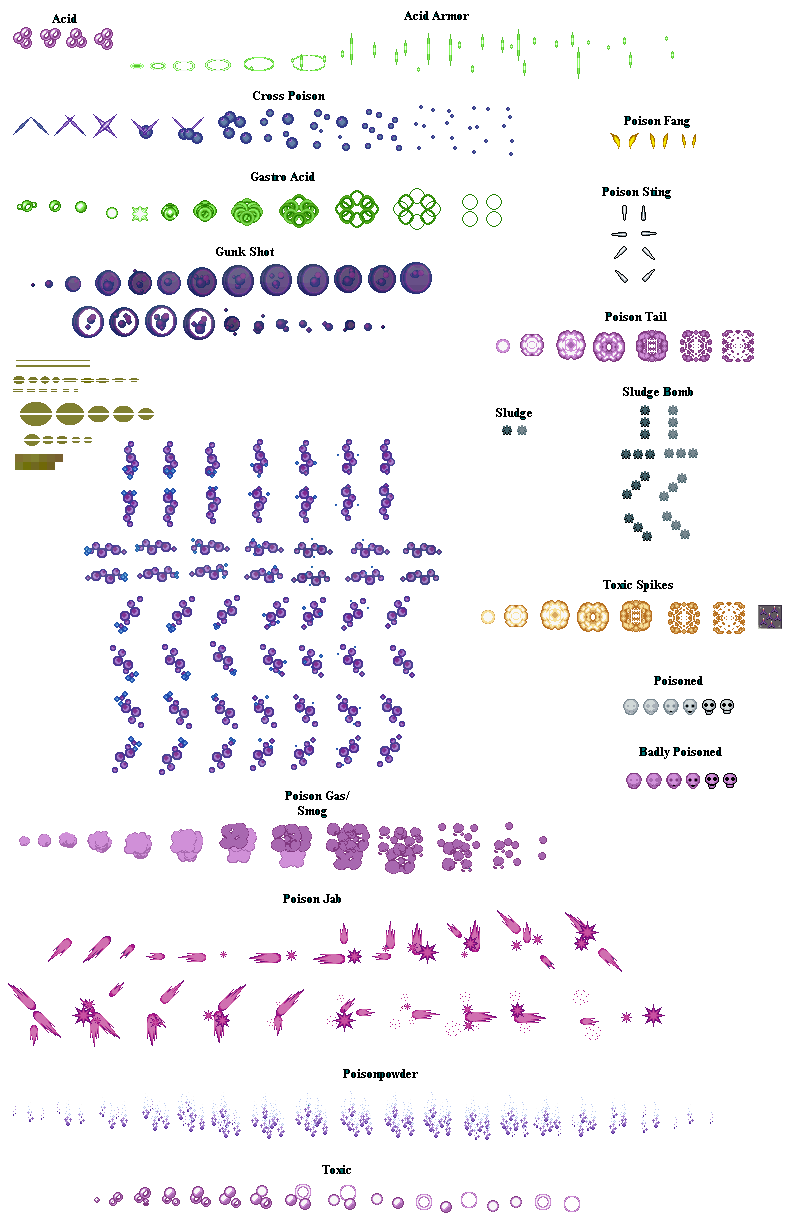 Acid
Acid Armor
Cross Poison
Poison Fang
Gastro Acid
Poison Sting
Gunk Shot
Poison Tail
Sludge Bomb
Sludge
Toxic Spikes
Poisoned
Badly Poisoned
Poison Gas/
Smog
Poison Jab
Poisonpowder
Toxic